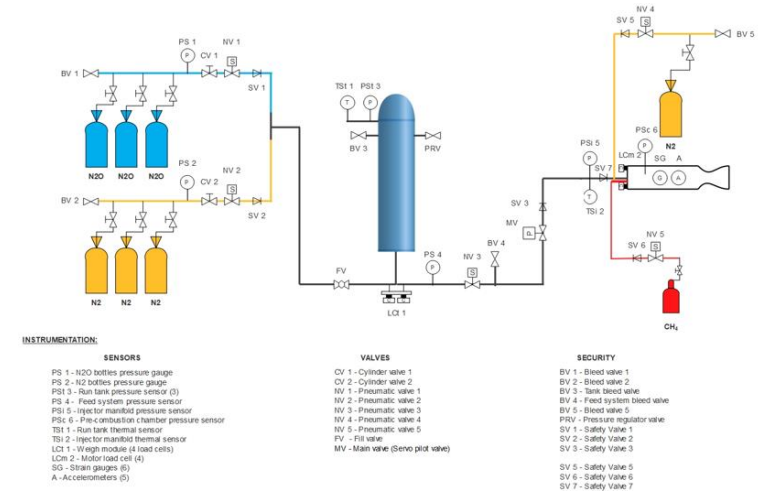 NV 4
SV 5
BV 5
PS 1
NV 1
CV 1
BV 1
SV 1
S
P
TSt 1
PSt 3
T
P
BV 3
PRV
N2O
N2O
N2O
N2
PSc 6
PSi 5
LCm 2
SG
A
P
G
A
SV 7
T
TSi 2
PS 2
NV 2
CV 2
BV 2
SV 2
P
S
N2
N2
N2
SV 3
MV
P
BV 4
PS 4
NV 3
P
S
FV
LCt 1
NV 5
SV 6
S
CH₄
INSTRUMENTATION:
SENSORS
PS 1 - N2O bottles pressure gauge
PS 2 - N2 bottles pressure gauge
PSt 3 - Run tank pressure sensor (3)
PS 4 - Feed system pressure sensor
PSi 5 - Injector manifold pressure sensor
PSc 6 - Pre-combustion chamber pressure sensor
TSt 1 - Run tank thermal sensor
TSi 2 - Injector manifold thermal sensor
LCt 1 - Weigh module (4 load cells)
LCm 2 - Motor load cell (4)
SG - Strain gauges (6)
A - Accelerometers (5)
VALVES
CV 1 - Cylinder valve 1
CV 2 - Cylinder valve 2
NV 1 - Pneumatic valve 1
NV 2 - Pneumatic valve 2
NV 3 - Pneumatic valve 3
NV 4 - Pneumatic valve 4
NV 5 - Pneumatic valve 5
FV - Fill valve
MV - Main valve (Servo pilot valve)
SECURITY
BV 1 - Bleed valve 1
BV 2 - Bleed valve 2
BV 3 - Tank bleed valve
BV 4 - Feed system bleed valve
BV 5 - Bleed valve 5
PRV - Pressure regulator valve
SV 1 - Safety Valve 1
SV 2 - Safety Valve 2
SV 3 - Safety Valve 3
SV 5 - Safety Valve 5
SV 6 - Safety Valve 6
SV 7 - Safety Valve 7